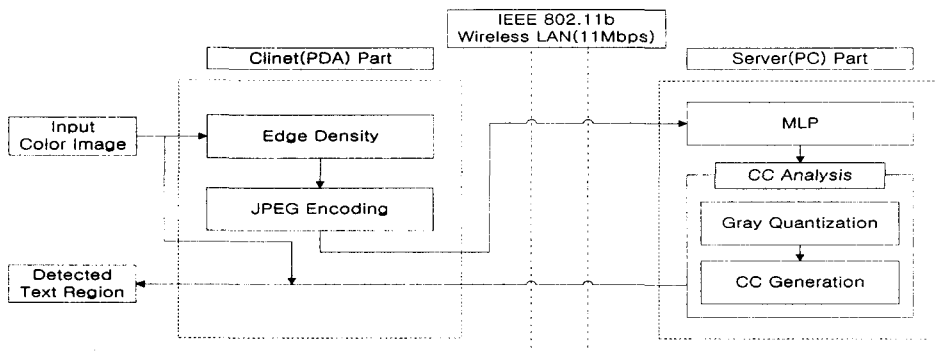 IEEE 802.11b
Wireless LAN(11Mbps)
Clinet(PDA) Part
Server(PC) Part
Input
Color Image
Edge Density
MLP
CC Analysis
JPEG Encoding
Gray Quantization
Detected
Text Region
CC Generation